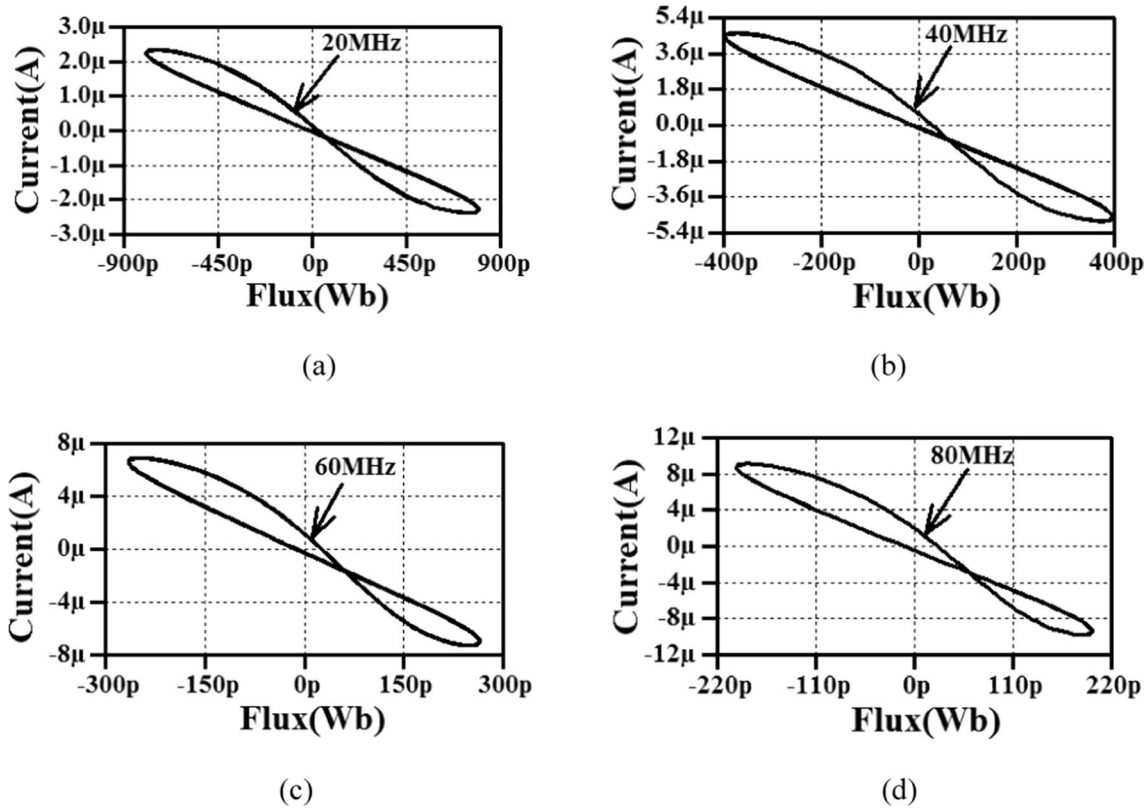 3.0µ
2.0µ
1.0µ
0.0µ
-1.0µ
-2.0µ
-3.0µ
Current(A)
20MHz
-900p -450p 0p 450p 900p
Flux(Wb)
(a)
5.4µ
3.6µ
1.8µ
0.0µ
-1.8µ
-3.6µ
-5.4µ
Current(A)
40MHz
-400p -200p 0p 200p 400p
Flux(Wb)
(b)
8µ
4µ
0µ
-4µ
-8µ
Current(A)
60MHz
-300p -150p 0p 150p 300p
Flux(Wb)
(c)
12µ
8µ
4µ
0µ
-4µ
-8µ
-12µ
Current(A)
80MHz
-220p -110p 0p 110p 220p
Flux(Wb)
(d)